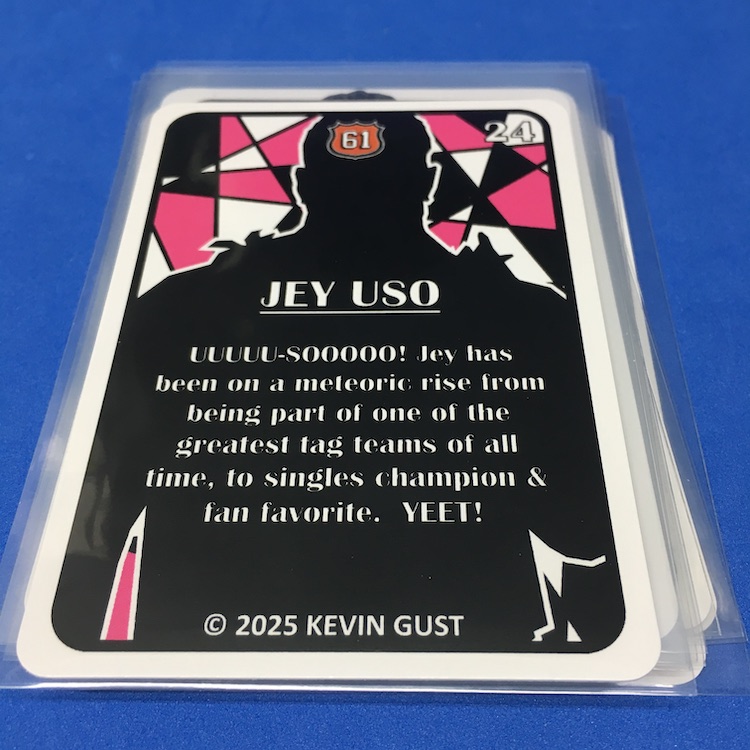 61
24
JEY USO
UUUUU-SOOOOO! Jey has
been on a meteoric rise from
being part of one of the
greatest tag teams of all
time, to singles champion &
fan favorite. YEET!
© 2025 KEVIN GUST